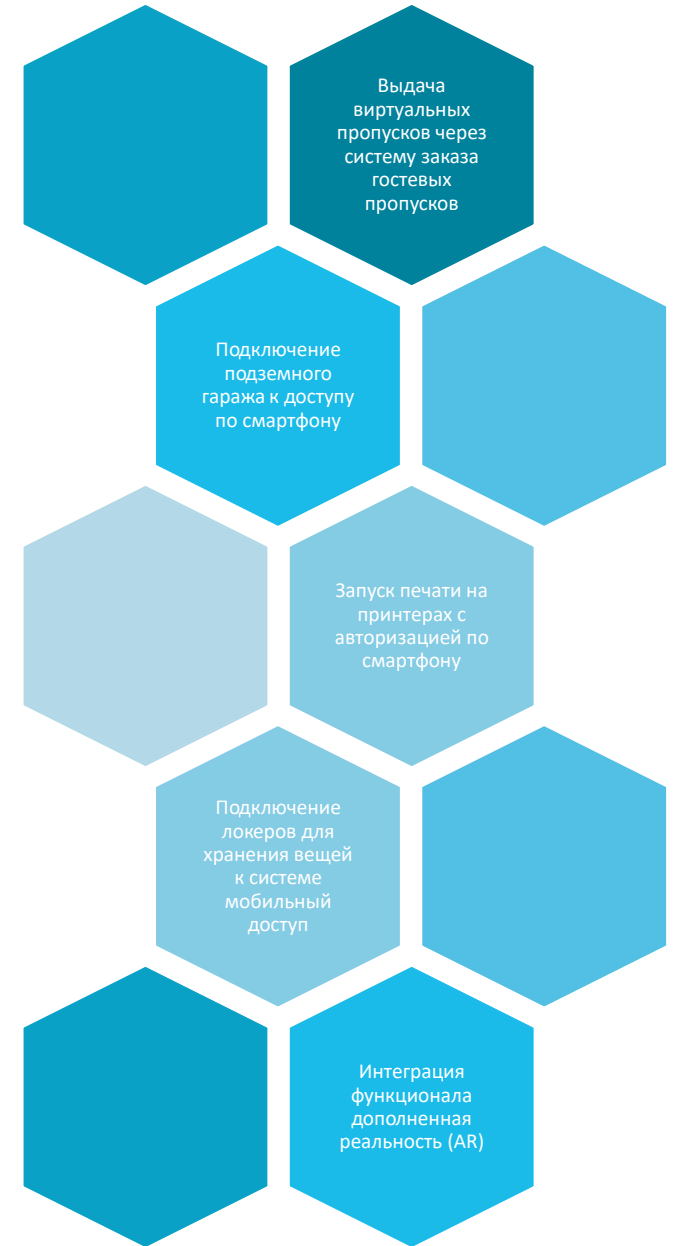 Выдача
виртуальных
пропусков через
систему заказа
гостевых
пропусков
Подключение
подземного
гаража к доступу
по смартфону
Запуск печати на
принтерах с
авторизацией по
смартфону
Подключение
локеров для
хранения вещей
к системе
мобильный
доступ
Интеграция
функционала
дополненная
реальность (AR)